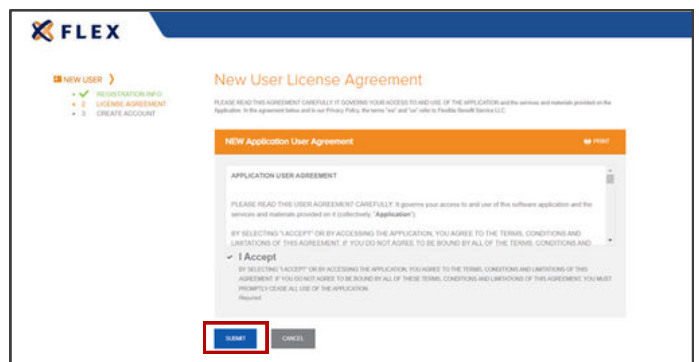 FLEX
NEW USER
REGISTRATION INFO
2 LICENSE AGREEMENT
3 CREATE ACCOUNT
New User License Agreement
PLEASE READ THIS AGREEMENT CAREFULLY. IT GOVERNS YOUR ACCESS TO AND USE OF THE APPLICATION and the services and materials provided on the
Application. In the agreement below and in our Privacy Policy, the terms "we" and "us" refer to Flexible Benefit Service LLC.
NEW Application User Agreement
PRINT
APPLICATION USER AGREEMENT
PLEASE READ THIS USER AGREEMENT CAREFULLY. It governs your access to and use of this software application and the
services and materials provided on it (collectively, "Application").
BY SELECTING "I ACCEPT" OR BY ACCESSING THE APPLICATION, YOU AGREE TO THE TERMS, CONDITIONS AND
LIMITATIONS OF THIS AGREEMENT. IF YOU DO NOT AGREE TO BE BOUND BY ALL OF THE TERMS, CONDITIONS AND
I Accept
BY SELECTING "I ACCEPT" OR BY ACCESSING THE APPLICATION, YOU AGREE TO THE TERMS, CONDITIONS AND LIMITATIONS OF THIS
AGREEMENT. IF YOU DO NOT AGREE TO BE BOUND BY ALL OF THESE TERMS, CONDITIONS AND LIMITATIONS OF THIS AGREEMENT, YOU MUST
PROMPTLY CEASE ALL USE OF THE APPLICATION.
Required
SUBMIT
CANCEL